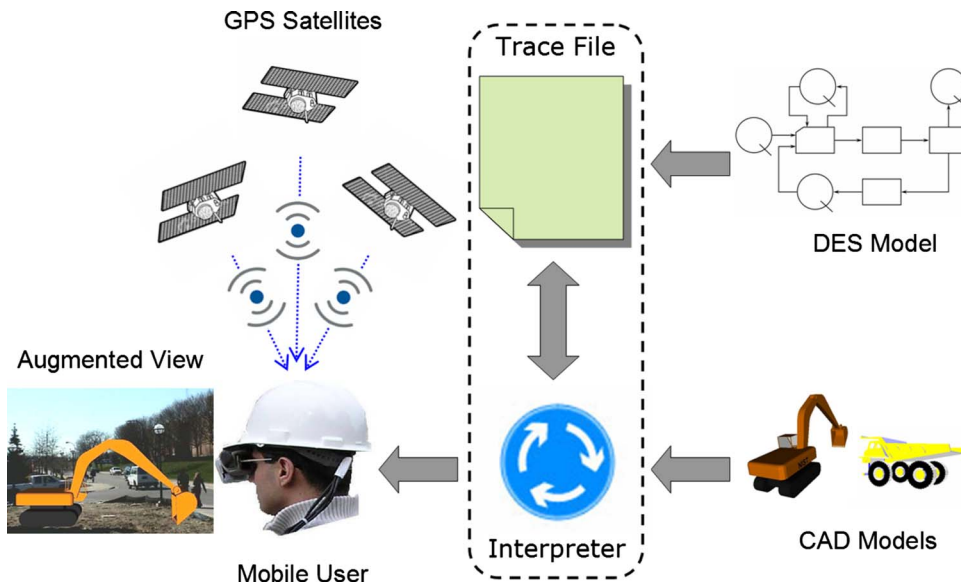 GPS Satellites
Trace File
DES Model
Augmented View
Mobile User
Interpreter
CAD Models